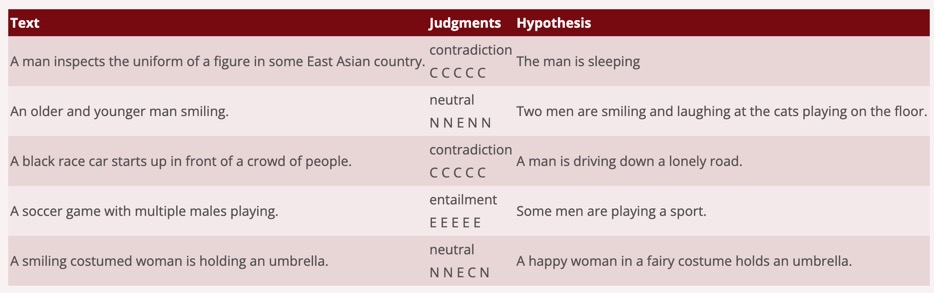 Text Judgments Hypothesis
A man inspects the uniform of a figure in some East Asian country. contradiction
C C C C C The man is sleeping
An older and younger man smiling. neutral
N N E N N Two men are smiling and laughing at the cats playing on the floor.
A black race car starts up in front of a crowd of people. contradiction
C C C C C A man is driving down a lonely road.
A soccer game with multiple males playing. entailment
E E E E E Some men are playing a sport.
A smiling costumed woman is holding an umbrella. neutral
N N E C N A happy woman in a fairy costume holds an umbrella.